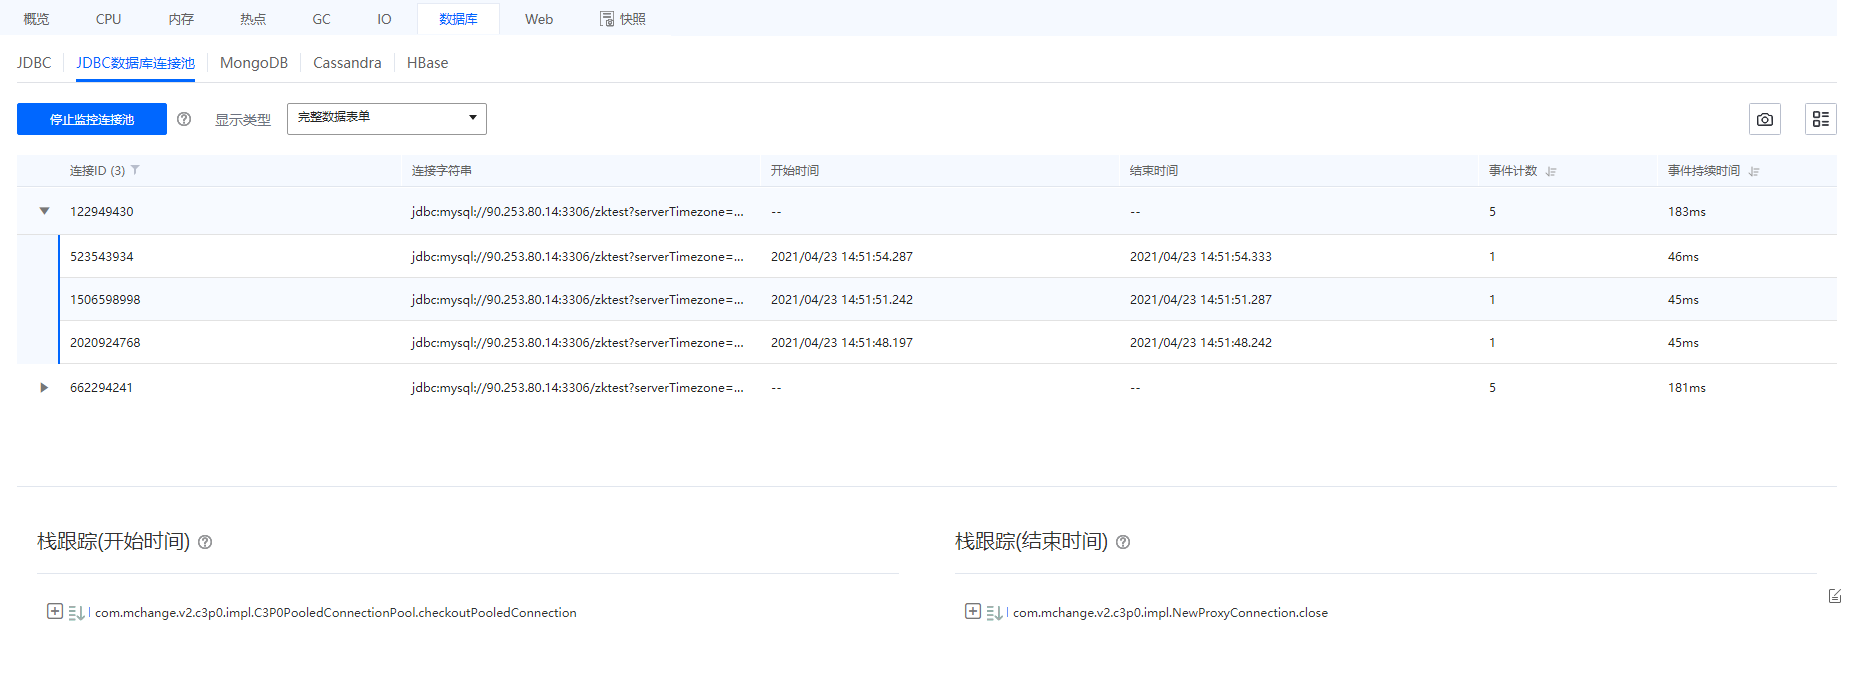 概览 CPU 内存 热点 GC IO 数据库 Web 快照
JDBC JDBC数据库连接池 MongoDB Cassandra HBase
停止监控连接池 显示类型 完整数据表单
连接ID (3) 连接字符串 开始时间 结束时间 事件计数 事件持续时间
122949430 jdbc:mysql://90.253.80.14:3306/zktest?serverTimezone=... -- -- 5 183ms
523543934 jdbc:mysql://90.253.80.14:3306/zktest?serverTimezone=... 2021/04/23 14:51:54.287 2021/04/23 14:51:54.333 1 46ms
1506598998 jdbc:mysql://90.253.80.14:3306/zktest?serverTimezone=... 2021/04/23 14:51:51.242 2021/04/23 14:51:51.287 1 45ms
2020924768 jdbc:mysql://90.253.80.14:3306/zktest?serverTimezone=... 2021/04/23 14:51:48.197 2021/04/23 14:51:48.242 1 45ms
662294241 jdbc:mysql://90.253.80.14:3306/zktest?serverTimezone=... -- -- 5 181ms
栈跟踪(开始时间) 栈跟踪(结束时间)
com.mchange.v2.c3p0.impl.C3P0PooledConnectionPool.checkoutPooledConnection com.mchange.v2.c3p0.impl.NewProxyConnection.close